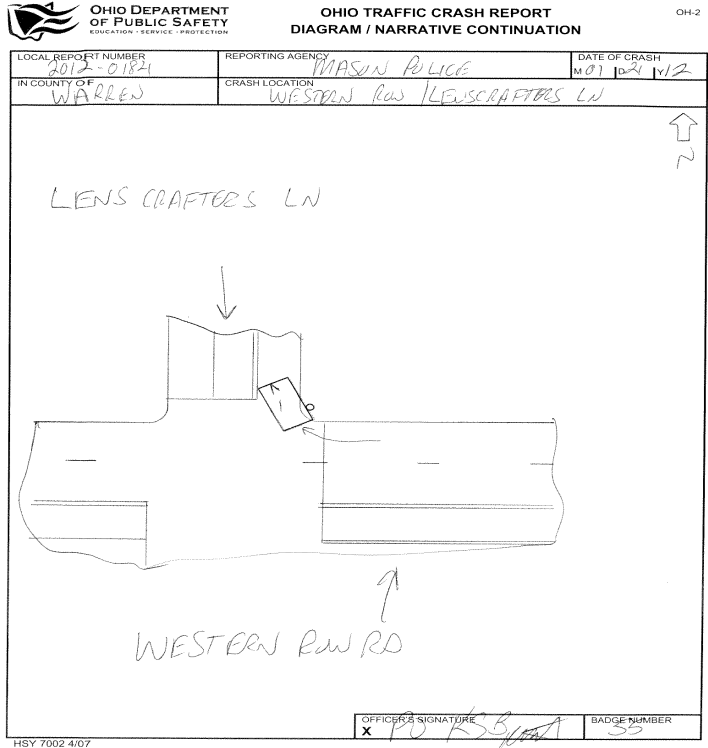 OHIO DEPARTMENT
OF PUBLIC SAFETY
EDUCATION · SERVICE · PROTECTION
OHIO TRAFFIC CRASH REPORT
DIAGRAM / NARRATIVE CONTINUATION
OH-2
LOCAL REPORT NUMBER
2012-01821
REPORTING AGENCY
MASON POLICE
DATE OF CRASH
M 01 D 21 Y 12
IN COUNTY OF
WARREN
CRASH LOCATION
WESTERN ROW / LENSCRAFTERS LN
N
LENS CRAFTERS LN
1
WESTERN ROW RD
OFFICER'S SIGNATURE
X PO
BADGE NUMBER
35
HSY 7002 4/07